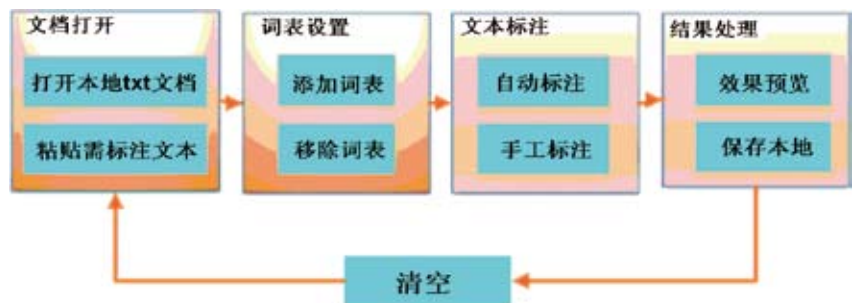 文档打开
打开本地txt文档
粘贴需标注文本
词表设置
添加词表
移除词表
文本标注
自动标注
手工标注
结果处理
效果预览
保存本地
清空